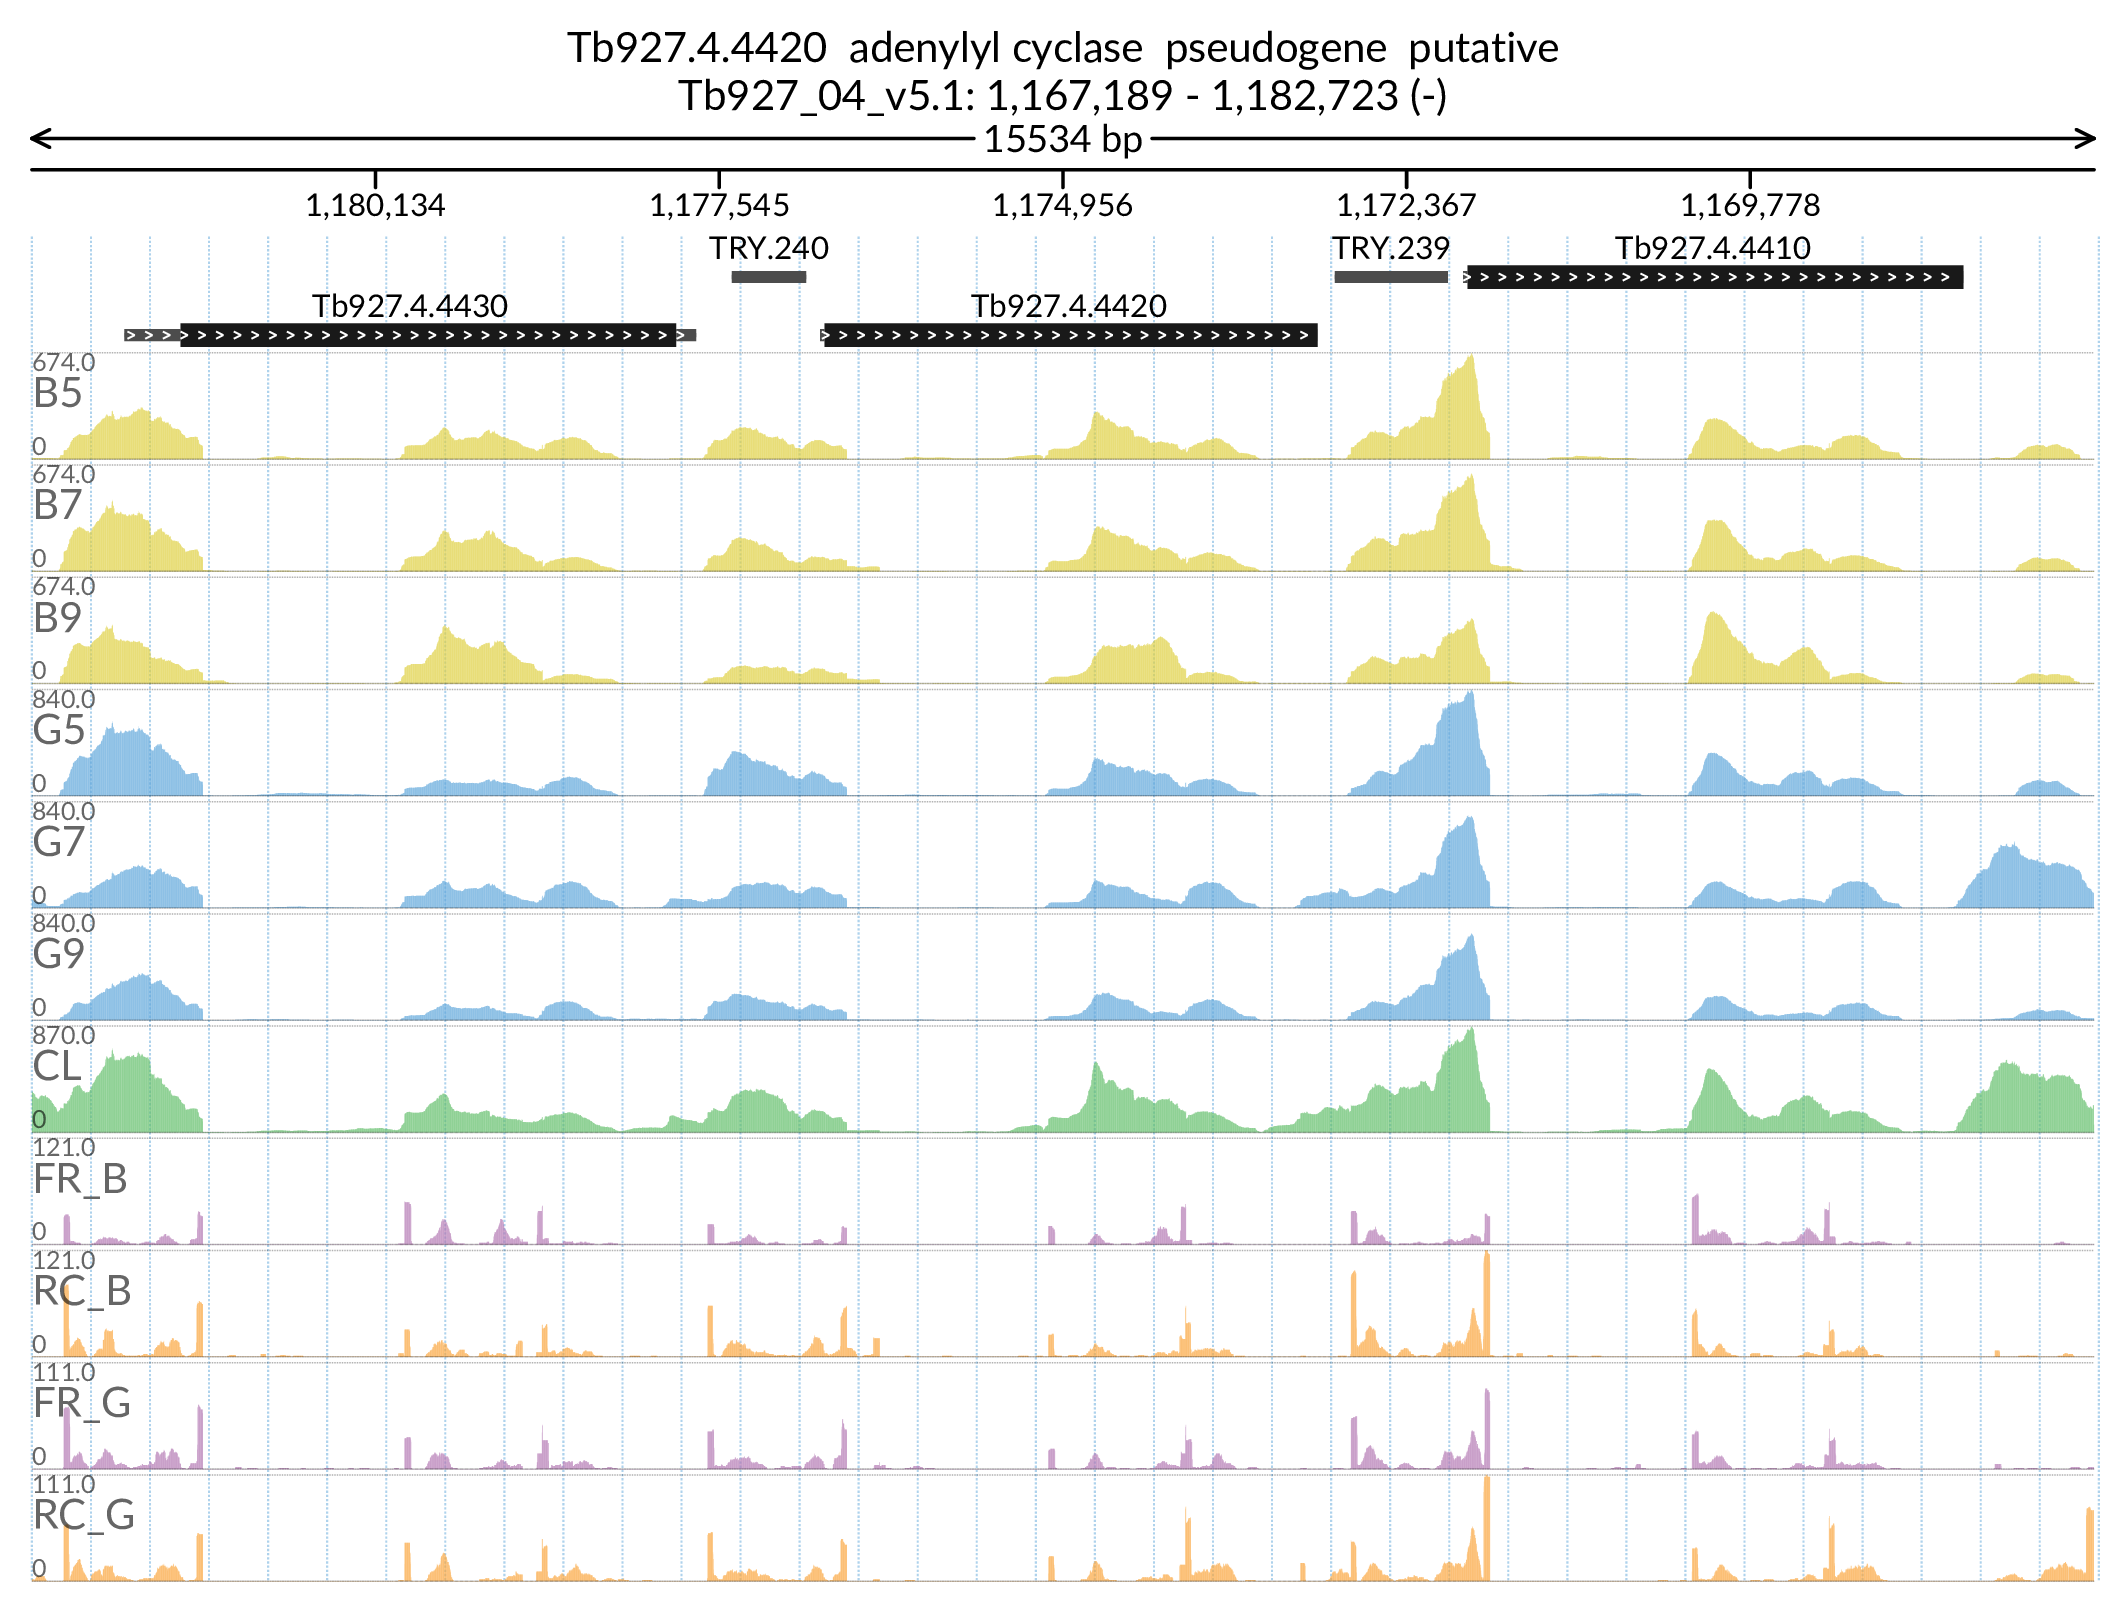 Tb927.4.4420 adenylyl cyclase pseudogene putative
Tb927_04_v5.1: 1,167,189 - 1,182,723 (-)
15534 bp
1,180,134 1,177,545 1,174,956 1,172,367 1,169,778
TRY.240 TRY.239 Tb927.4.4410
Tb927.4.4430 Tb927.4.4420
674.0
B5
0
674.0
B7
0
674.0
B9
0
840.0
G5
0
840.0
G7
0
840.0
G9
0
870.0
CL
0
121.0
FR_B
0
121.0
RC_B
0
111.0
FR_G
0
111.0
RC_G
0